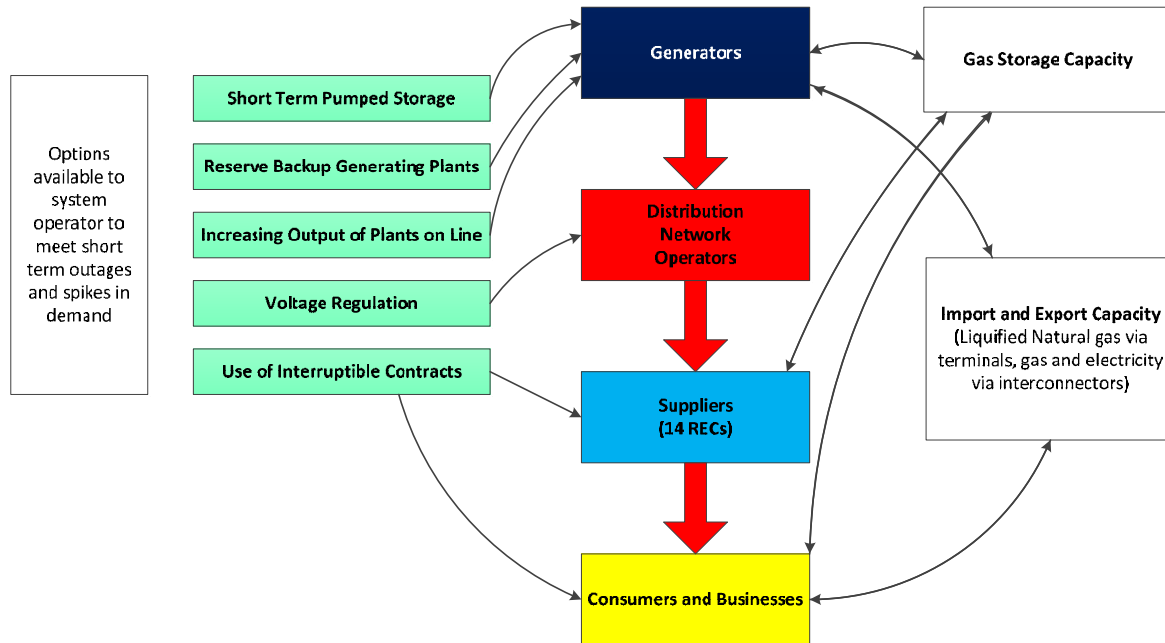 Options
available to
system
operator to
meet short
term outages
and spikes in
demand
Short Term Pumped Storage
Reserve Backup Generating Plants
Increasing Output of Plants on Line
Voltage Regulation
Use of Interruptible Contracts
Generators
Distribution
Network
Operators
Suppliers
(14 RECs)
Consumers and Businesses
Gas Storage Capacity
Import and Export Capacity
(Liquified Natural gas via
terminals, gas and electricity
via interconnectors)